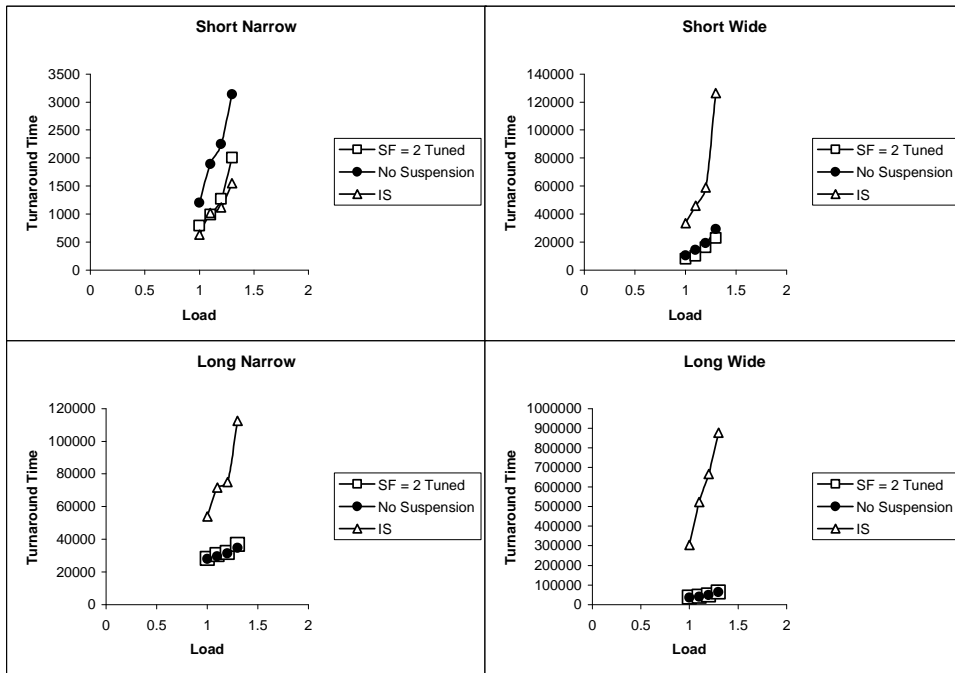 Short Narrow
Turnaround Time
3500
3000
2500
2000
1500
1000
500
0
0 0.5 1 1.5 2
Load
SF = 2 Tuned
No Suspension
IS
Short Wide
Turnaround Time
140000
120000
100000
80000
60000
40000
20000
0
0 0.5 1 1.5 2
Load
SF = 2 Tuned
No Suspension
IS
Long Narrow
Turnaround Time
120000
100000
80000
60000
40000
20000
0
0 0.5 1 1.5 2
Load
SF = 2 Tuned
No Suspension
IS
Long Wide
Turnaround Time
1000000
900000
800000
700000
600000
500000
400000
300000
200000
100000
0
0 0.5 1 1.5 2
Load
SF = 2 Tuned
No Suspension
IS